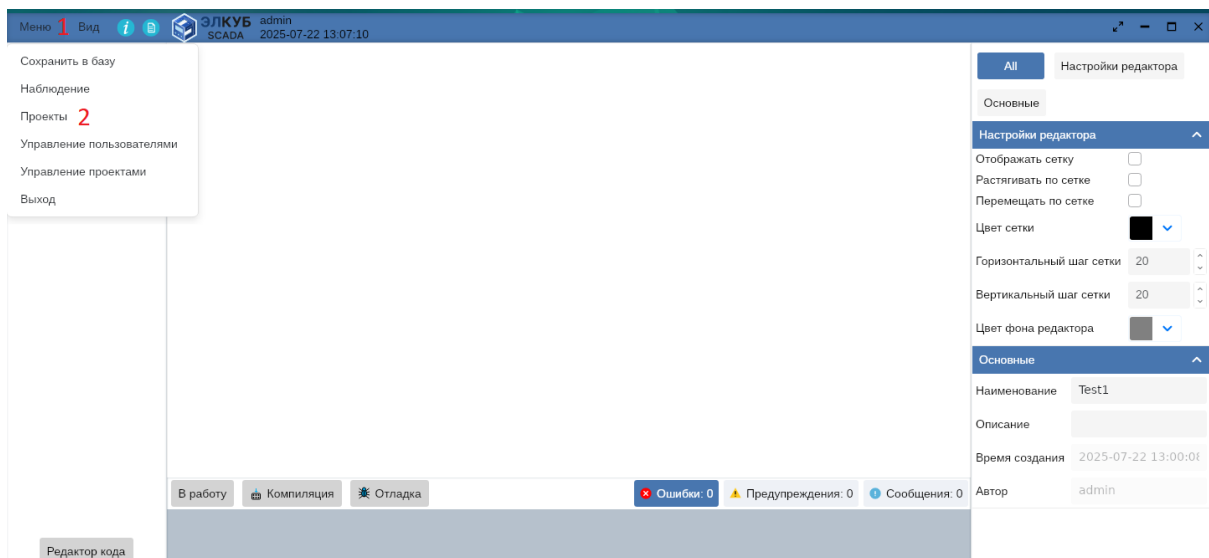 Меню 1 Вид
ЭЛКУБ
SCADA
admin
2025-07-22 13:07:10
Сохранить в базу
Наблюдение
Проекты 2
Управление пользователями
Управление проектами
Выход
All
Настройки редактора
Основные
Настройки редактора
Отображать сетку
Растягивать по сетке
Перемещать по сетке
Цвет сетки
Горизонтальный шаг сетки 20
Вертикальный шаг сетки 20
Цвет фона редактора
Основные
Наименование Test1
Описание
Время создания 2025-07-22 13:00:08
Автор admin
В работу Компиляция Отладка Ошибки: 0 Предупреждения: 0 Сообщения: 0
Редактор кода